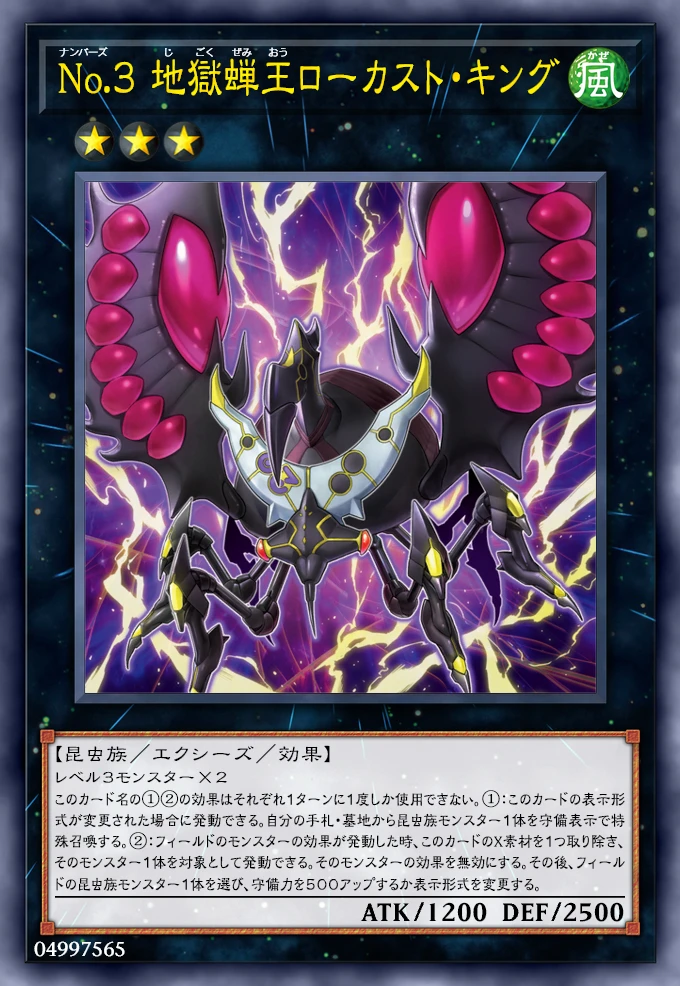 ナンバーズ じ ごく ぜみ おう
No.3 地獄蟬王ローカスト・キング
かぜ
風
【昆虫族／エクシーズ／効果】
レベル3モンスター×2
このカード名の①②の効果はそれぞれ1ターンに1度しか使用できない。①:このカードの表示形
式が変更された場合に発動できる。自分の手札・墓地から昆虫族モンスター1体を守備表示で特
殊召喚する。②:フィールドのモンスターの効果が発動した時、このカードのX素材を1つ取り除き、
そのモンスター1体を対象として発動できる。そのモンスターの効果を無効にする。その後、フィール
ドの昆虫族モンスター1体を選び、守備力を500アップするか表示形式を変更する。
ATK/1200 DEF/2500
04997565